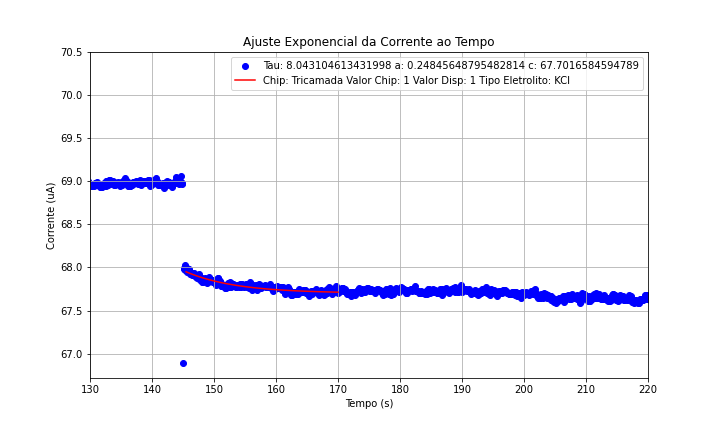 Ajuste Exponencial da Corrente ao Tempo
Tau: 8.043104613431998 a: 0.24845648795482814 c: 67.7016584594789
Chip: Tricamada Valor Chip: 1 Valor Disp: 1 Tipo Eletrolito: KCl
Corrente (uA)
70.5
70.0
69.5
69.0
68.5
68.0
67.5
67.0
130 140 150 160 170 180 190 200 210 220
Tempo (s)